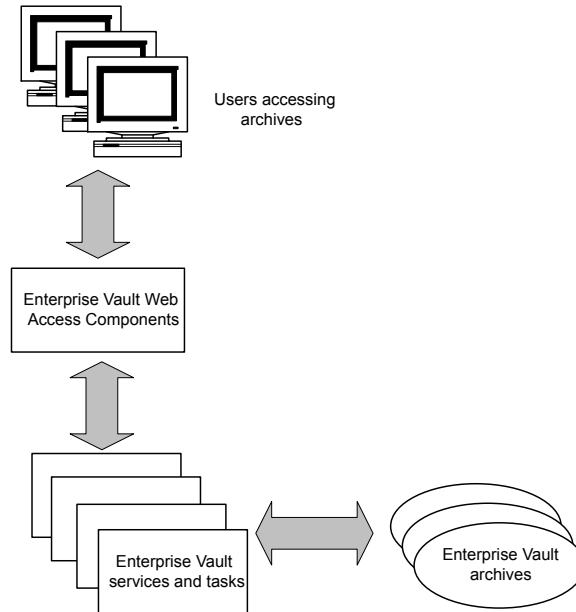 Users accessing
archives
Enterprise Vault Web
Access Components
Enterprise Vault
services and tasks
Enterprise Vault
archives